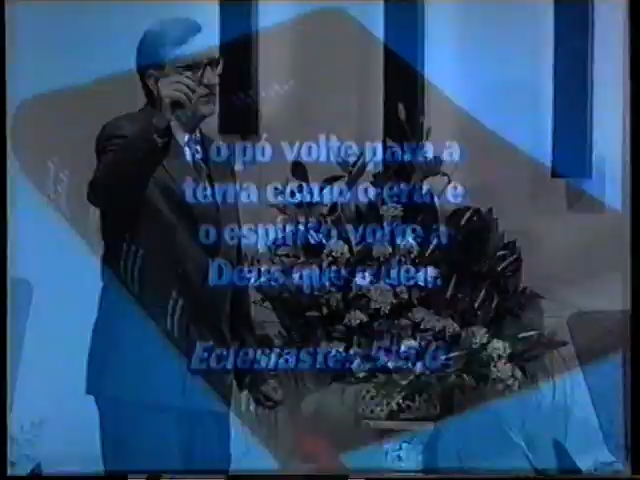 E o pó volte para a
terra como o era, e
o espírito volte a
Deus que o deu.
Eclesiastes